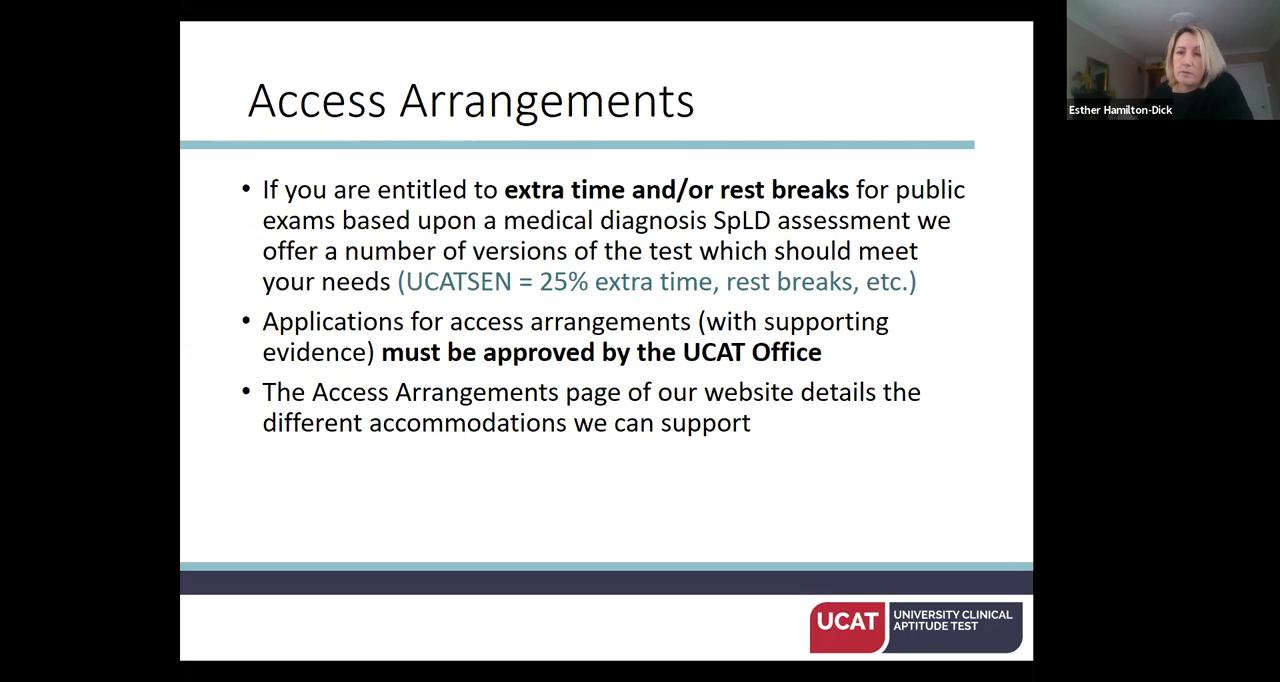 Access Arrangements
• If you are entitled to extra time and/or rest breaks for public
exams based upon a medical diagnosis SpLD assessment we
offer a number of versions of the test which should meet
your needs (UCATSEN = 25% extra time, rest breaks, etc.)
• Applications for access arrangements (with supporting
evidence) must be approved by the UCAT Office
• The Access Arrangements page of our website details the
different accommodations we can support
UCAT
UNIVERSITY CLINICAL
APTITUDE TEST
Esther Hamilton-Dick